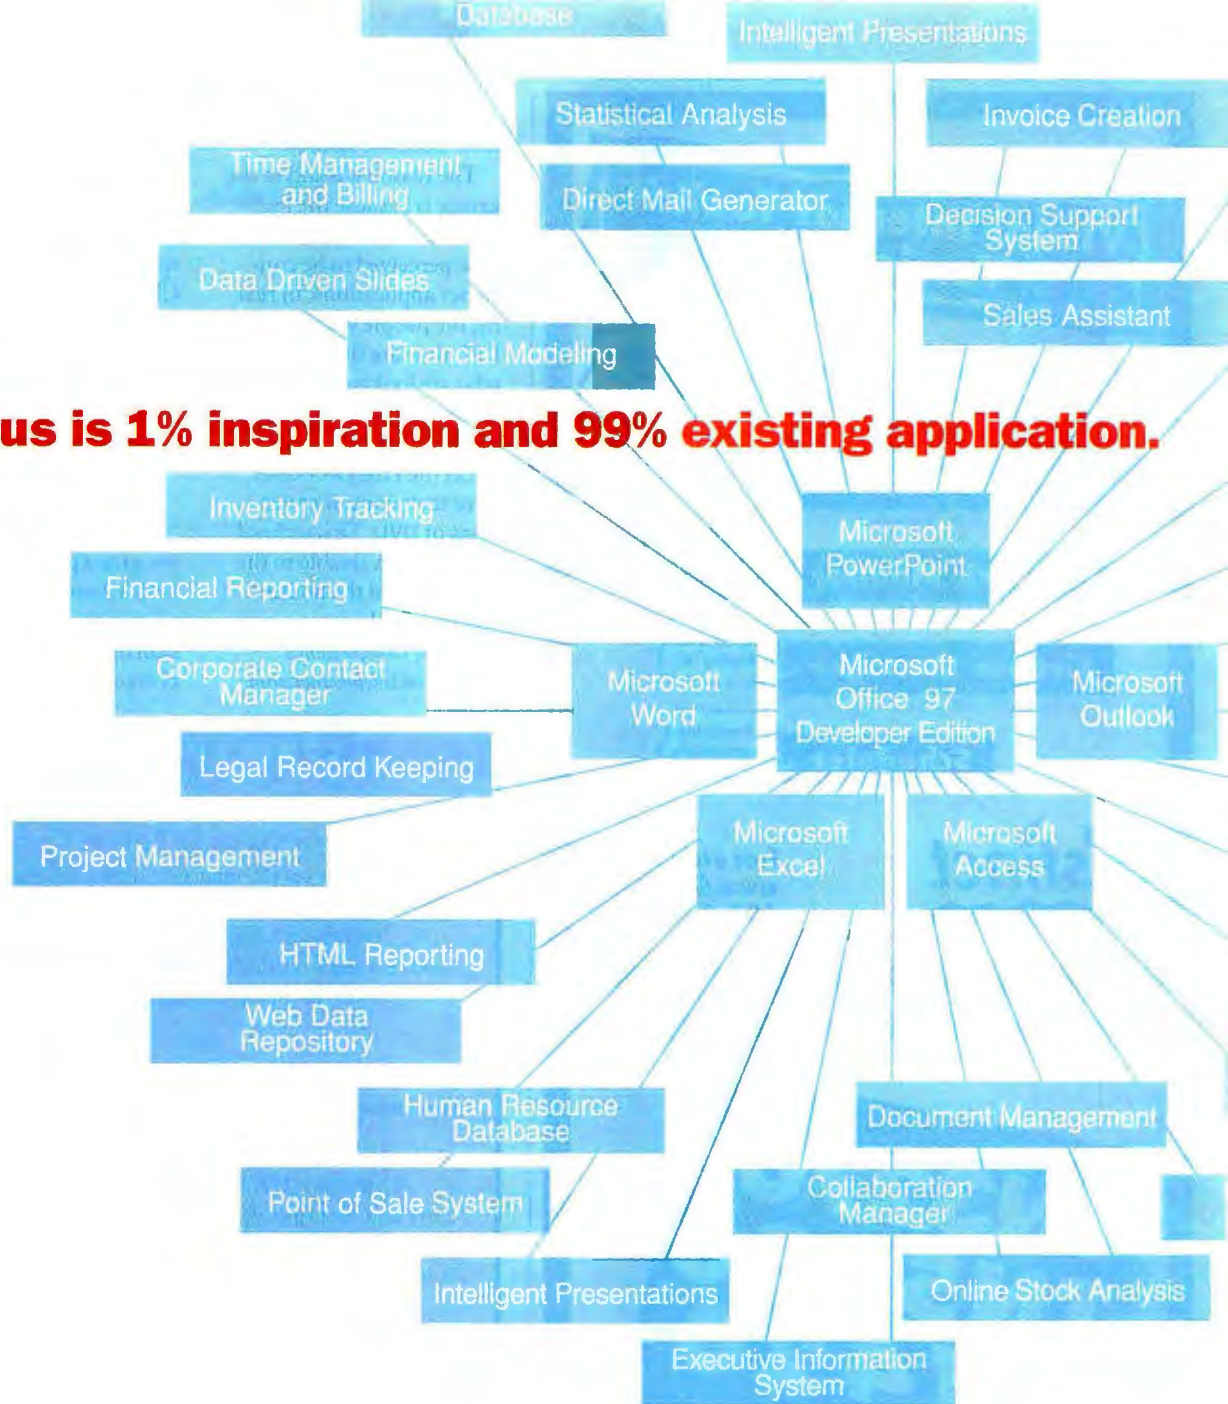 Database
Intelligent Presentations
Statistical Analysis
Invoice Creation
Time Management
and Billing
Direct Mail Generator
Decision Support
System
Data Driven Slides
Sales Assistant
Financial Modeling
us is 1% inspiration and 99% existing application.
Inventory Tracking
Microsoft
PowerPoint
Financial Reporting
Corporate Contact
Manager
Microsoft
Word
Microsoft
Office 97
Developer Edition
Microsoft
Outlook
Legal Record Keeping
Project Management
Microsoft
Excel
Microsoft
Access
HTML Reporting
Web Data
Repository
Human Resource
Database
Document Management
Point of Sale System
Collaboration
Manager
Intelligent Presentations
Online Stock Analysis
Executive Information
System